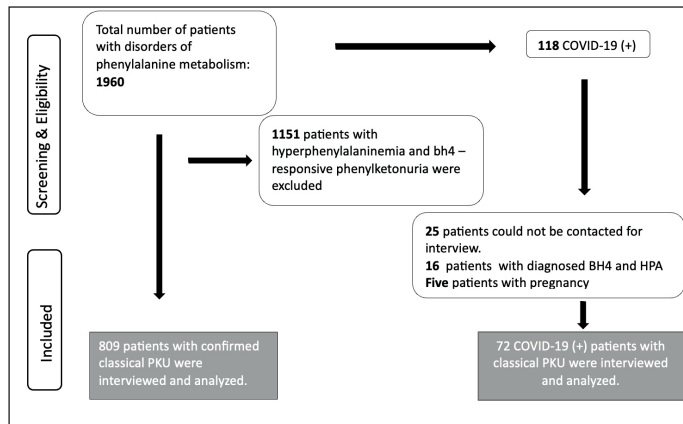 Screening & Eligibility
Total number of patients
with disorders of
phenylalanine metabolism:
1960
118 COVID-19 (+)
1151 patients with
hyperphenylalaninemia and bh4 –
responsive phenylketonuria were
excluded
25 patients could not be contacted for
interview.
16 patients with diagnosed BH4 and HPA
Five patients with pregnancy
Included
809 patients with confirmed
classical PKU were
interviewed and analyzed.
72 COVID-19 (+) patients with
classical PKU were interviewed
and analyzed.